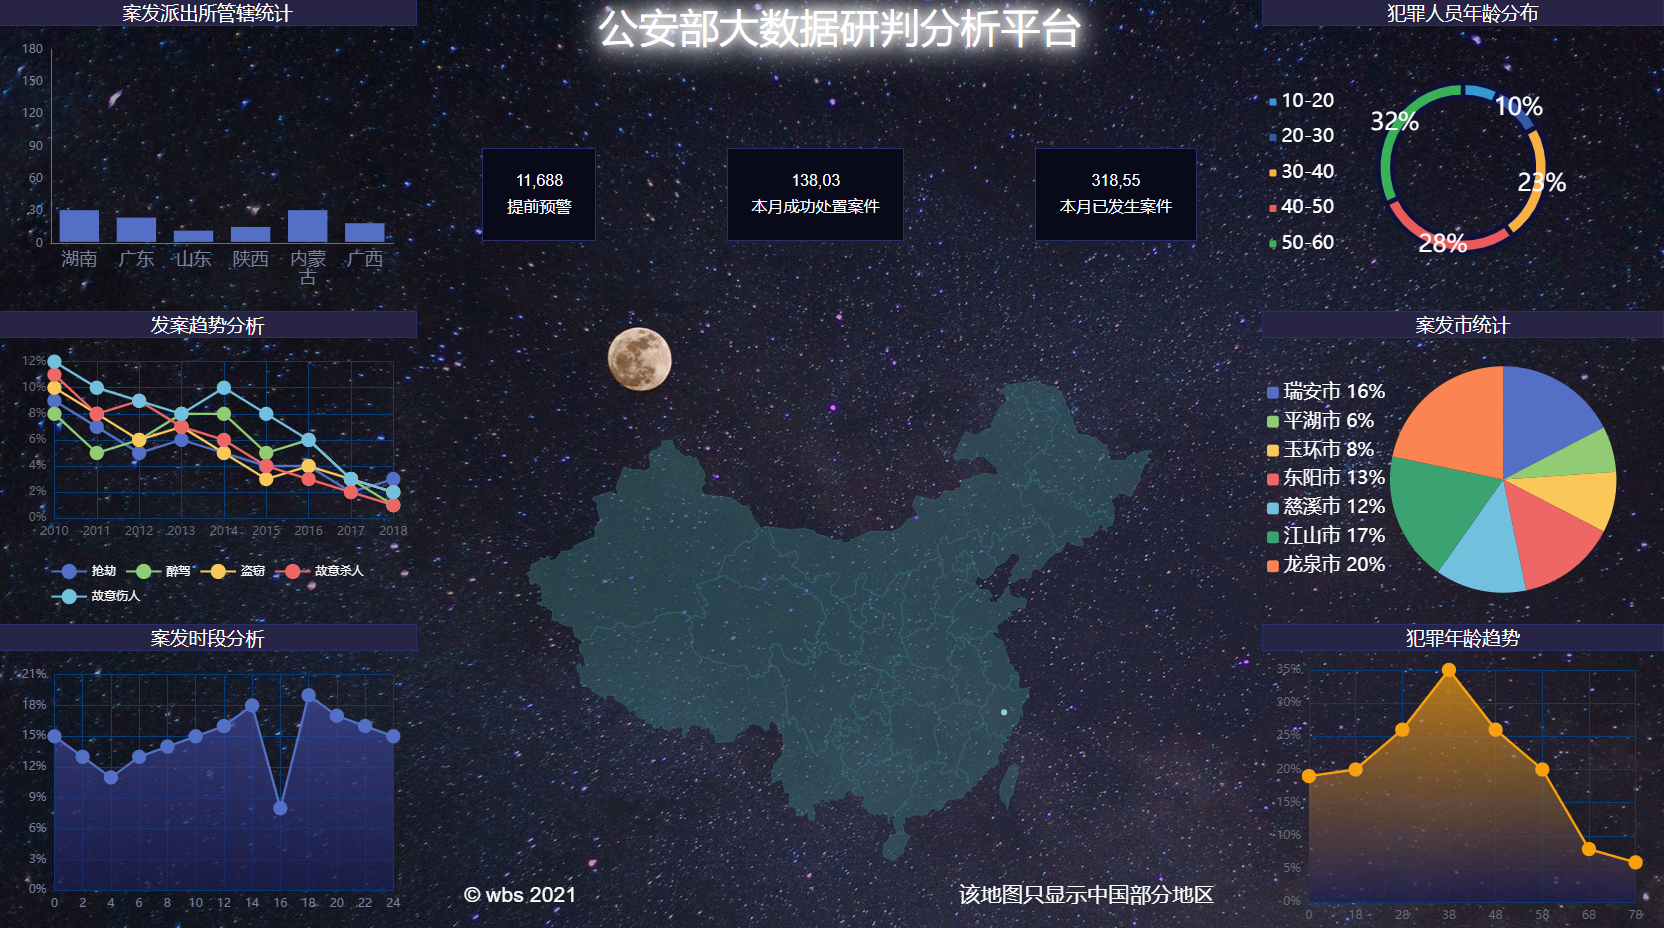 案发派出所管辖统计
180
150
120
90
60
30
0
湖南 广东 山东 陕西 内蒙古 广西
发案趋势分析
12%
10%
8%
6%
4%
2%
0%
2010 2011 2012 2013 2014 2015 2016 2017 2018
抢劫 醉驾 盗窃 故意杀人
故意伤人
案发时段分析
21%
18%
15%
12%
9%
6%
3%
0%
0 2 4 6 8 10 12 14 16 18 20 22 24
公安部大数据研判分析平台
11,688
提前预警
138,03
本月成功处置案件
318,55
本月已发生案件
© wbs 2021
该地图只显示中国部分地区
犯罪人员年龄分布
10-20
20-30
30-40
40-50
50-60
10%
23%
28%
32%
案发市统计
瑞安市 16%
平湖市 6%
玉环市 8%
东阳市 13%
慈溪市 12%
江山市 17%
龙泉市 20%
犯罪年龄趋势
35%
30%
25%
20%
15%
10%
5%
0%
0 18 28 38 48 58 68 78